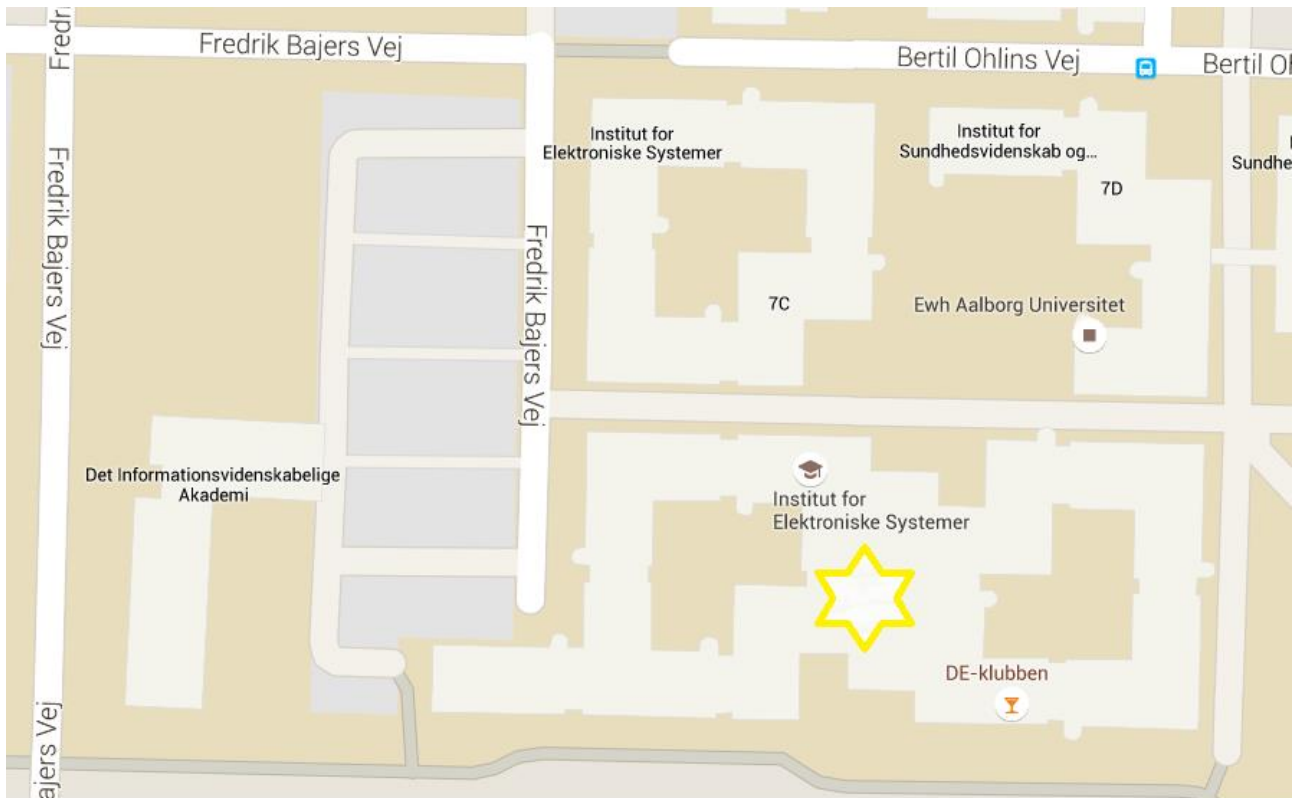 Fredrik Bajers Vej
Bertil Ohlins Vej
Bertil Of
Fredr
Institut for
Elektroniske Systemer
Institut for
Sundhedsvidenskab og...
Sundhe
7D
Fredrik Bajers Vej
Fredrik Bajers Vej
7C
Ewh Aalborg Universitet
Det Informationsvidenskabelige
Akademi
Institut for
Elektroniske Systemer
DE-klubben
ajers Vej